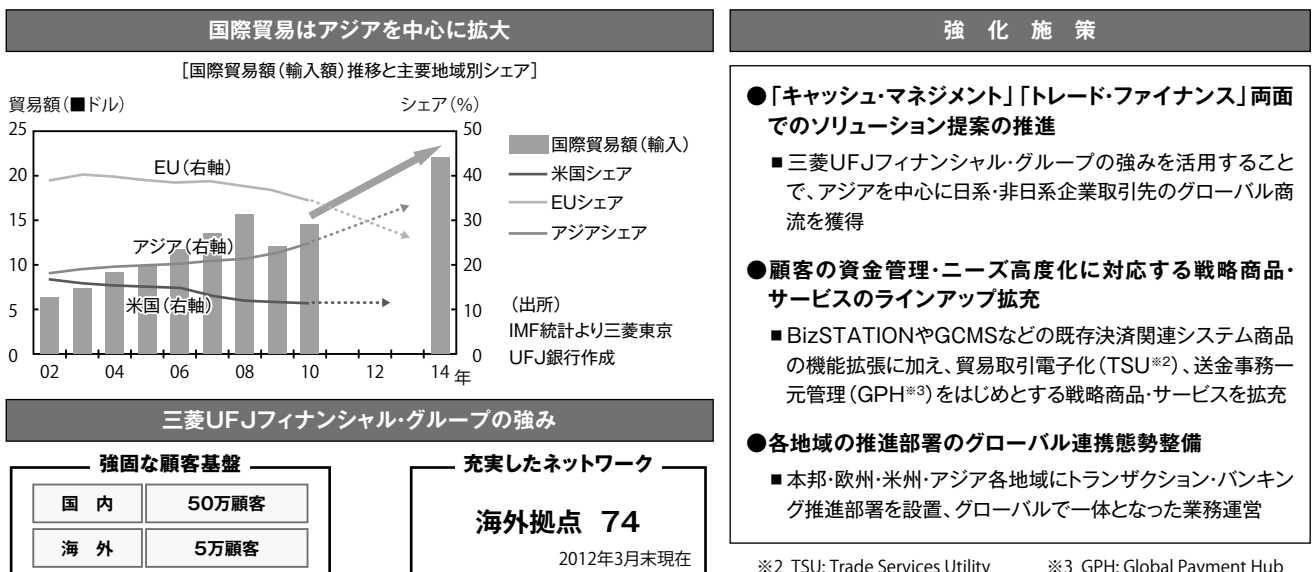 国際貿易はアジアを中心に拡大
［国際貿易額（輸入額）推移と主要地域別シェア］
貿易額（■ドル）
シェア（%）
25
20
15
10
5
0
50
40
30
20
10
0
EU（右軸）
アジア（右軸）
米国（右軸）
02
04
06
08
10
12
14
年
国際貿易額（輸入）
米国シェア
EUシェア
アジアシェア
（出所）
IMF統計より三菱東京
UFJ銀行作成
三菱UFJフィナンシャル・グループの強み
強固な顧客基盤
国 内 50万顧客
海 外 5万顧客
充実したネットワーク
海外拠点 74
2012年3月末現在
強 化 施 策
●「キャッシュ・マネジメント」「トレード・ファイナンス」両面
でのソリューション提案の推進
■三菱UFJフィナンシャル・グループの強みを活用すること
で、アジアを中心に日系・非日系企業取引先のグローバル商
流を獲得
●顧客の資金管理・ニーズ高度化に対応する戦略商品・
サービスのラインアップ拡充
■BizSTATIONやGCMSなどの既存決済関連システム商品
の機能拡張に加え、貿易取引電子化（TSU※2）、送金事務一
元管理（GPH※3）をはじめとする戦略商品・サービスを拡充
●各地域の推進部署のグローバル連携態勢整備
■本邦・欧州・米州・アジア各地域にトランザクション・バンキン
グ推進部署を設置、グローバルで一体となった業務運営
※2 TSU: Trade Services Utility ※3 GPH: Global Payment Hub